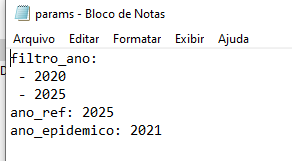 params - Bloco de Notas
Arquivo Editar Formatar Exibir Ajuda
filtro_ano:
 - 2020
 - 2025
ano_ref: 2025
ano_epidemico: 2021